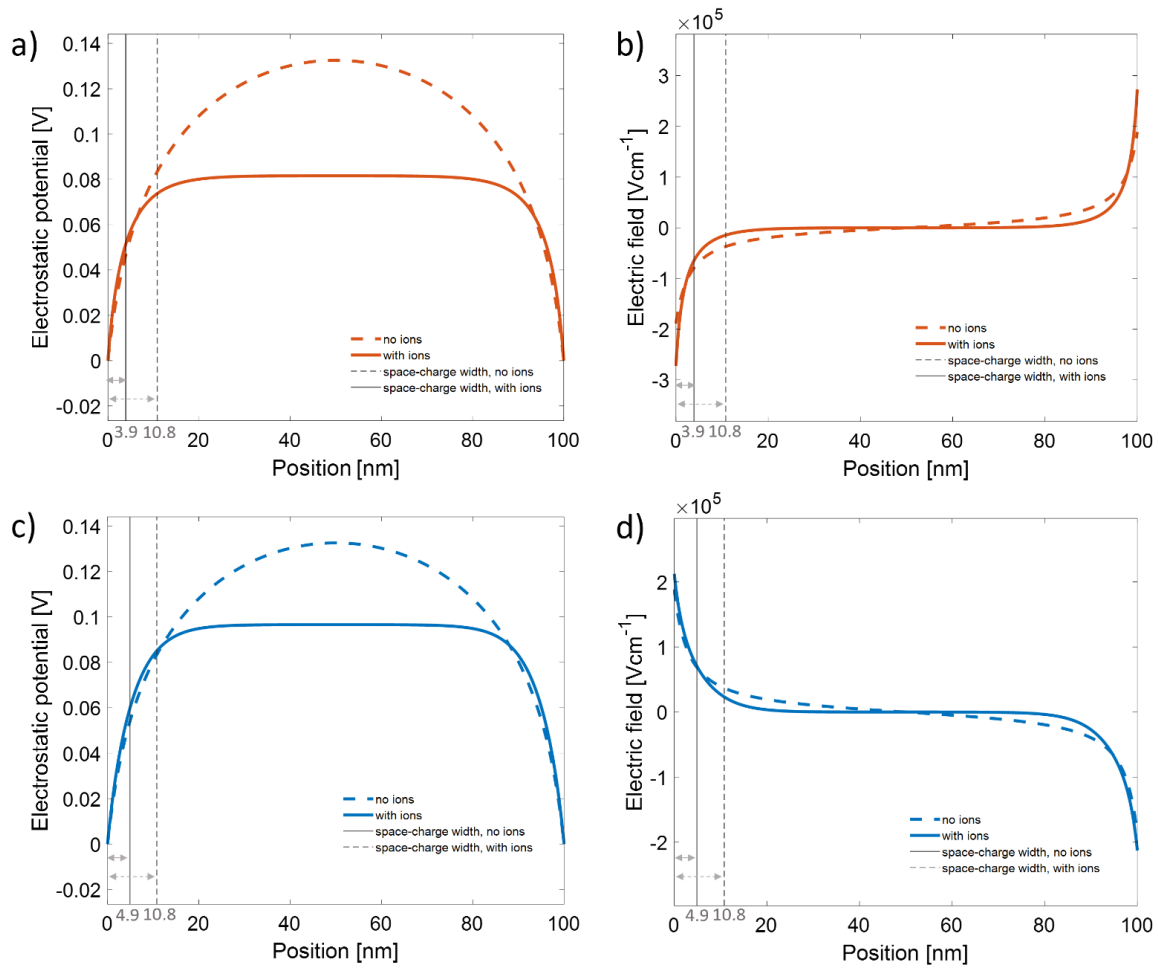 a)
0.14
0.12
0.1
0.08
0.06
0.04
0.02
0
-0.02
Electrostatic potential [V]
no ions
with ions
space-charge width, no ions
space-charge width, with ions
0 20 40 60 80 100
3.9 10.8
Position [nm]
b)
×10⁵
3
2
1
0
-1
-2
-3
Electric field [Vcm⁻¹]
no ions
with ions
space-charge width, no ions
space-charge width, with ions
0 20 40 60 80 100
3.9 10.8
Position [nm]
c)
0.14
0.12
0.1
0.08
0.06
0.04
0.02
0
-0.02
Electrostatic potential [V]
no ions
with ions
space-charge width, no ions
space-charge width, with ions
0 20 40 60 80 100
4.9 10.8
Position [nm]
d)
×10⁵
2
1
0
-1
-2
Electric field [Vcm⁻¹]
no ions
with ions
space-charge width, no ions
space-charge width, with ions
0 20 40 60 80 100
4.9 10.8
Position [nm]